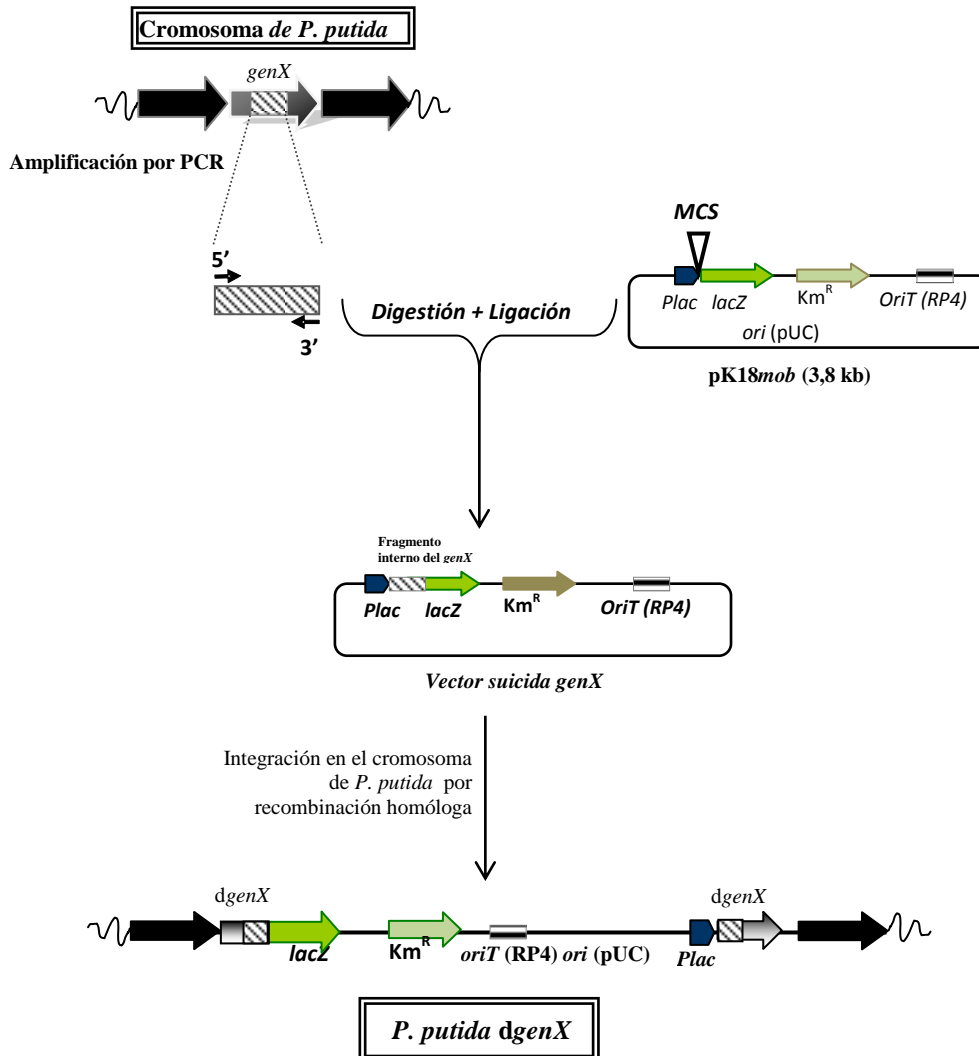 Cromosoma de P. putida
genX
Amplificación por PCR
MCS
5’
3’
Digestión + Ligación
Plac lacZ Km^R OriT (RP4)
ori (pUC)
pK18mob (3,8 kb)
Fragmento
interno del genX
Plac lacZ Km^R OriT (RP4)
Vector suicida genX
Integración en el cromosoma
de P. putida por
recombinación homóloga
dgenX
dgenX
lacZ Km^R oriT (RP4) ori (pUC) Plac
P. putida dgenX